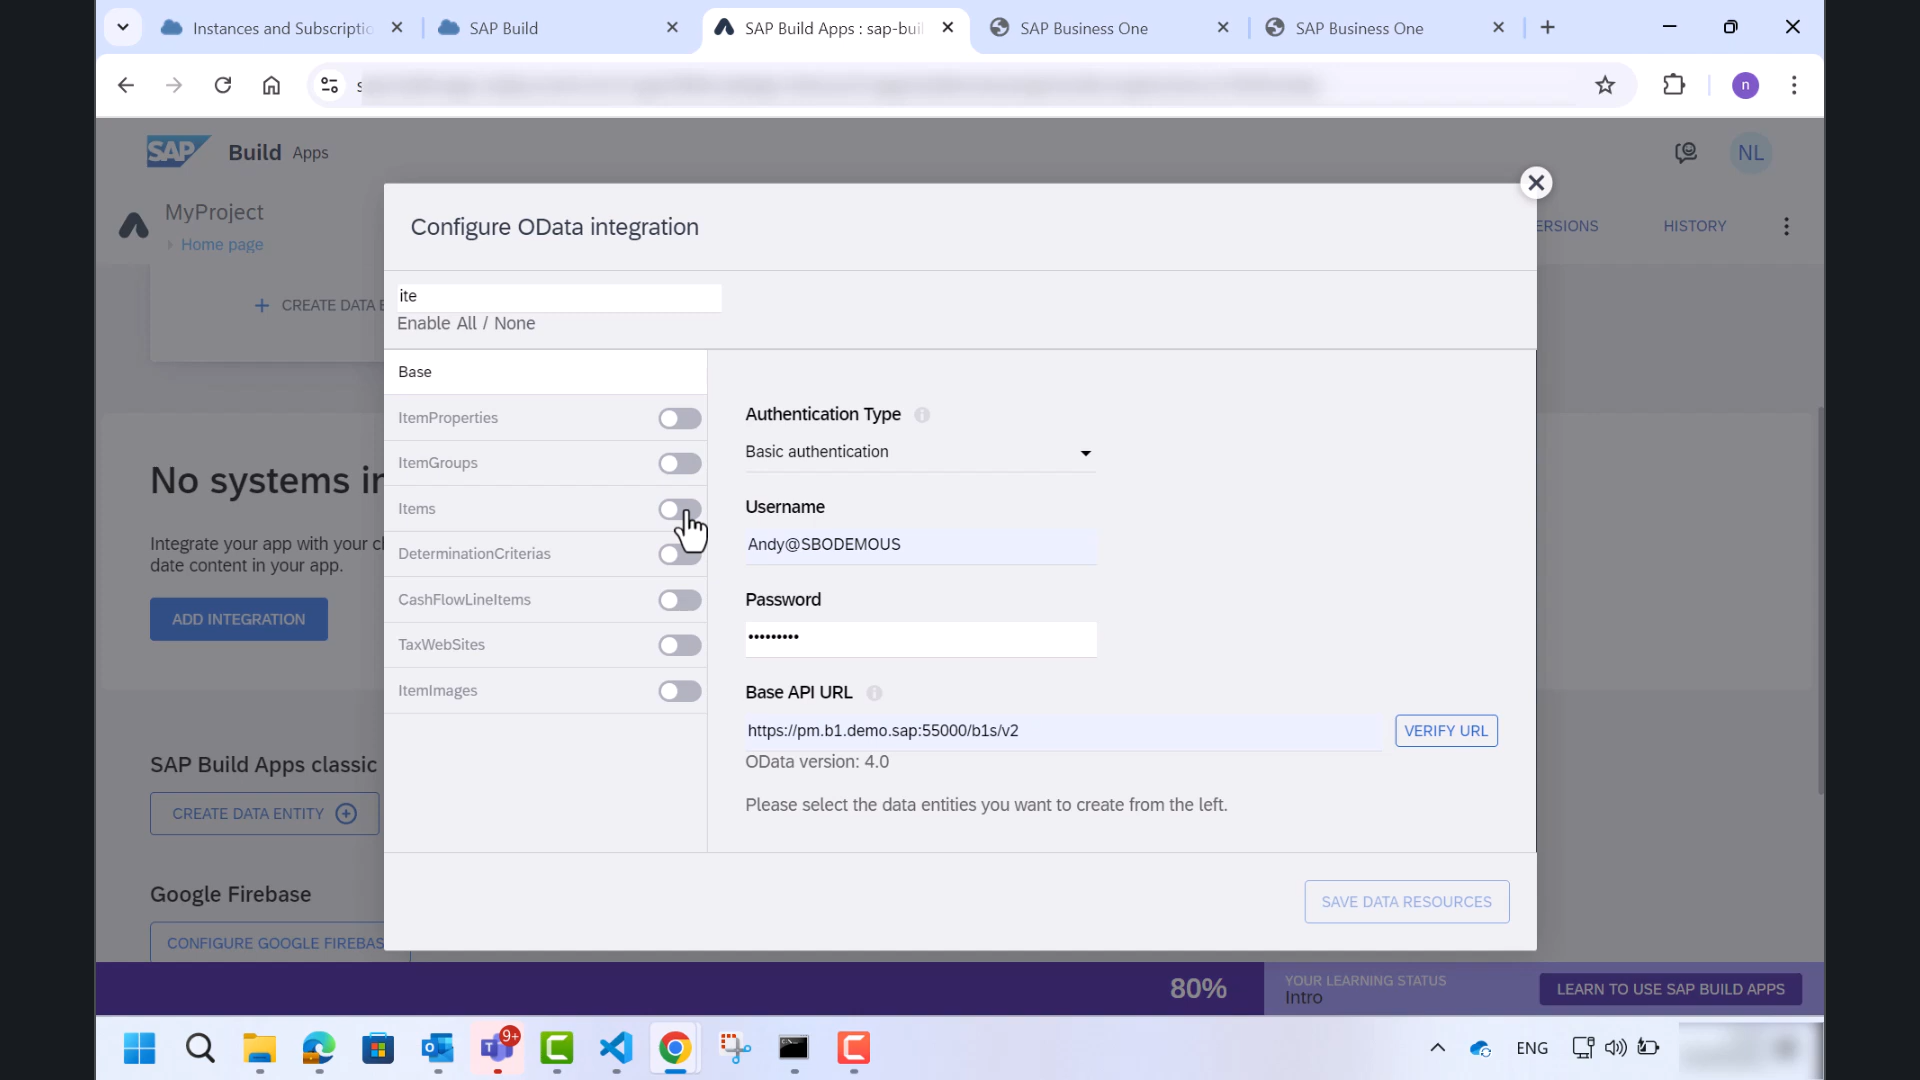 Instances and Subscriptio
SAP Build
SAP Build Apps : sap-buil
SAP Business One
SAP Business One
n
SAP Build Apps
NL
MyProject
Home page
ERSIONS
HISTORY
Configure OData integration
CREATE DATA E
ite
Enable All / None
Base
ItemProperties
ItemGroups
Items
DeterminationCriterias
CashFlowLineItems
TaxWebSites
ItemImages
Authentication Type
Basic authentication
Username
Andy@SBODEMOUS
Password
•••••••••
Base API URL
https://pm.b1.demo.sap:55000/b1s/v2
VERIFY URL
OData version: 4.0
Please select the data entities you want to create from the left.
No systems in
Integrate your app with your cl
date content in your app.
ADD INTEGRATION
SAP Build Apps classic
CREATE DATA ENTITY
Google Firebase
CONFIGURE GOOGLE FIREBAS
SAVE DATA RESOURCES
80%
YOUR LEARNING STATUS
Intro
LEARN TO USE SAP BUILD APPS
9+
ENG